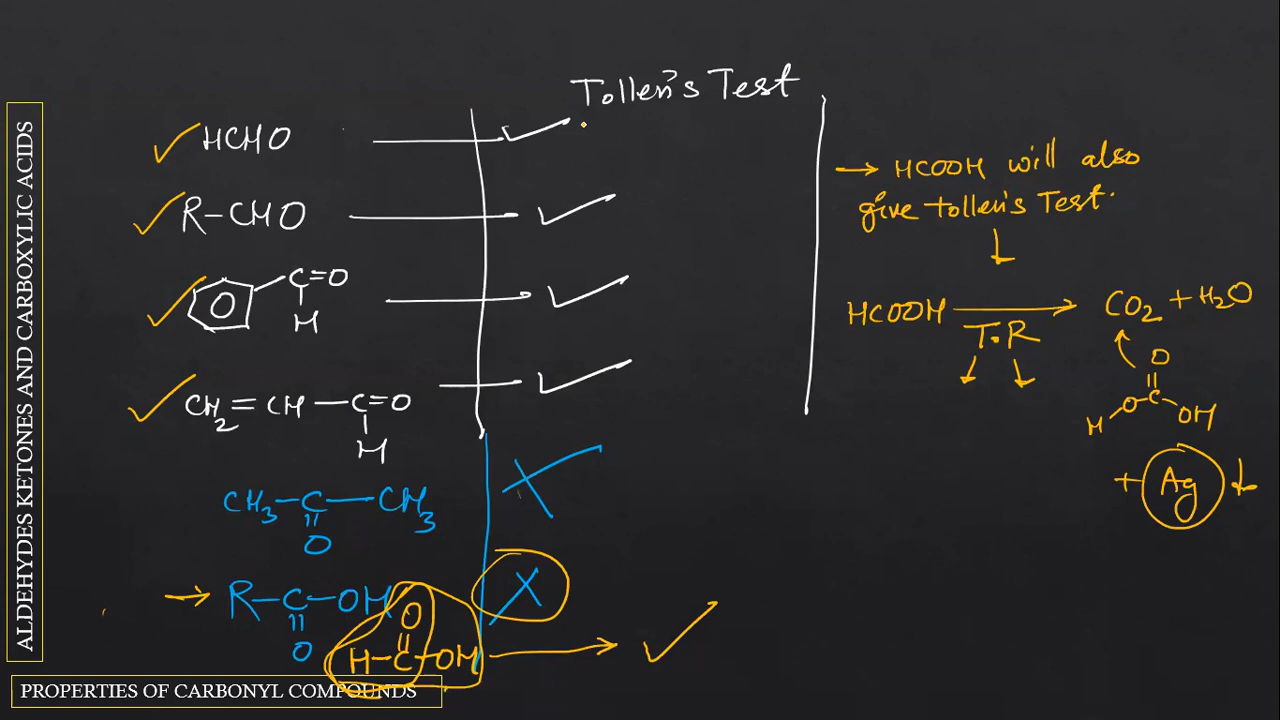 ALDEHYDES KETONES AND CARBOXYLIC ACIDS
Tollen's Test
HCHO
R-CHO
C=O
H
CH2=CH-C=O
H
CH3-C-CH3
O
R-C-OH
O
O
H-C-OH
→ HCOOH will also
give Tollen's Test.
HCOOH → CO2 + H2O
T.R
O
H O C OH
+ Ag ↓
PROPERTIES OF CARBONYL COMPOUNDS